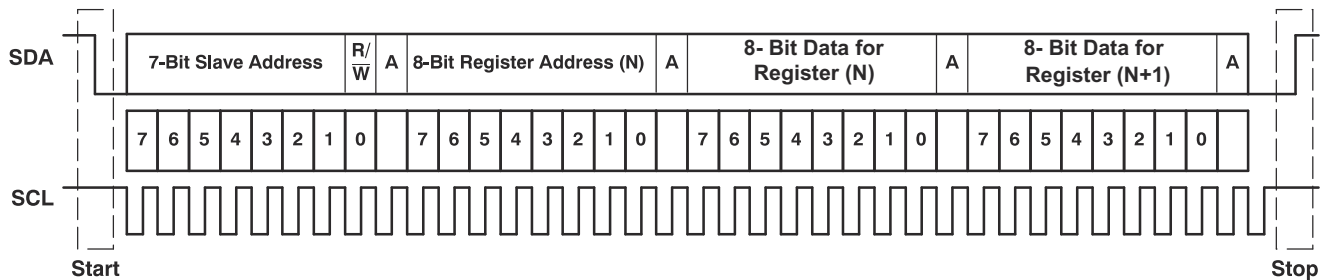 SDA
7-Bit Slave Address R/W̅ A 8-Bit Register Address (N) A 8- Bit Data for Register (N) A 8- Bit Data for Register (N+1) A
7 6 5 4 3 2 1 0 7 6 5 4 3 2 1 0 7 6 5 4 3 2 1 0 7 6 5 4 3 2 1 0
SCL
Start Stop